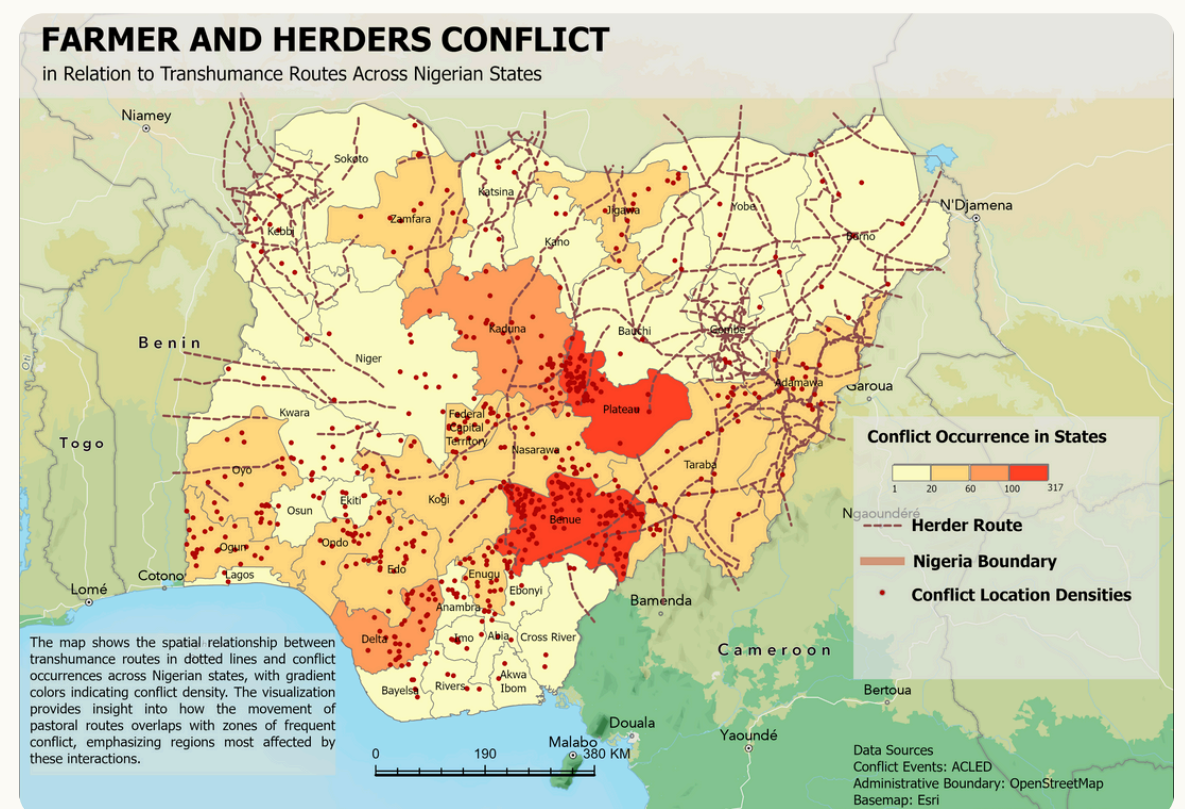 FARMER AND HERDERS CONFLICT
in Relation to Transhumance Routes Across Nigerian States
Niamey
Sokoto
Katsina
Zamfara
Jigawa
Yobe
N'Djamena
Kebbi
Kano
Borno
Kaduna
Bauchi
Gombe
Benin
Niger
Adamawa
Garoua
Kwara
Federal
Capital
Territory
Plateau
Togo
Nasarawa
Taraba
Oyo
Kogi
Osun
Ekiti
Benue
Ogun
Ondo
Edo
Enugu
Lagos
Cotono
Ebonyi
Lomé
Anambra
Bamenda
Delta
Imo
Abia
Cross River
Cameroon
Akwa
Ibom
Rivers
Bayelsa
Bertoua
Douala
Yaoundé
Malabo
Oti
Conflict Occurrence in States
1 20 60 100 317
Ngaoundéré
Herder Route
Nigeria Boundary
Conflict Location Densities
The map shows the spatial relationship between
transhumance routes in dotted lines and conflict
occurrences across Nigerian states, with gradient
colors indicating conflict density. The visualization
provides insight into how the movement of
pastoral routes overlaps with zones of frequent
conflict, emphasizing regions most affected by
these interactions.
0 190 380 KM
Data Sources
Conflict Events: ACLED
Administrative Boundary: OpenStreetMap
Basemap: Esri